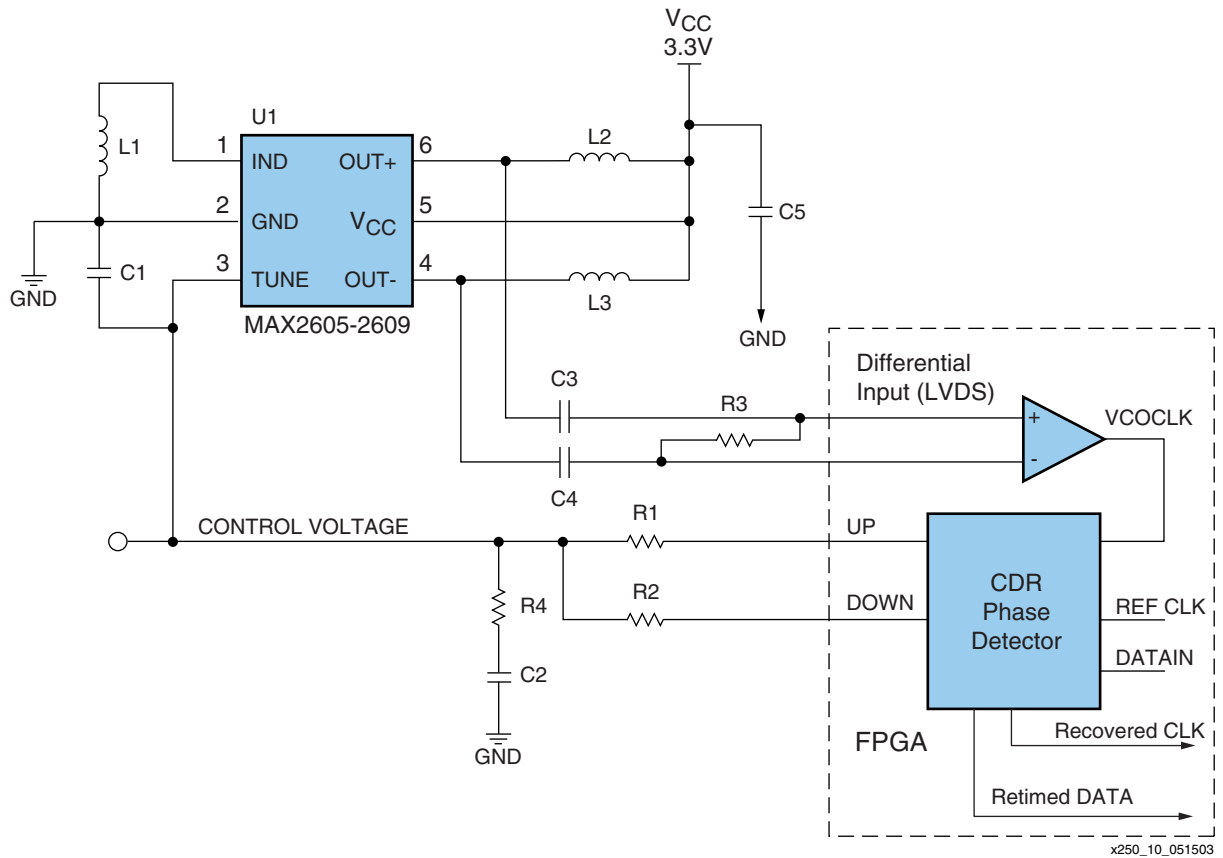 VCC
3.3V
U1
L1
1
IND
OUT+
6
L2
2
GND
VCC
5
C5
C1
3
TUNE
OUT-
4
L3
GND
MAX2605-2609
GND
Differential
Input (LVDS)
C3
R3
+
VCOCLK
-
C4
CONTROL VOLTAGE
R1
UP
R4
R2
DOWN
CDR
Phase
Detector
REF CLK
DATAIN
C2
GND
FPGA
Recovered CLK
Retimed DATA
x250_10_051503